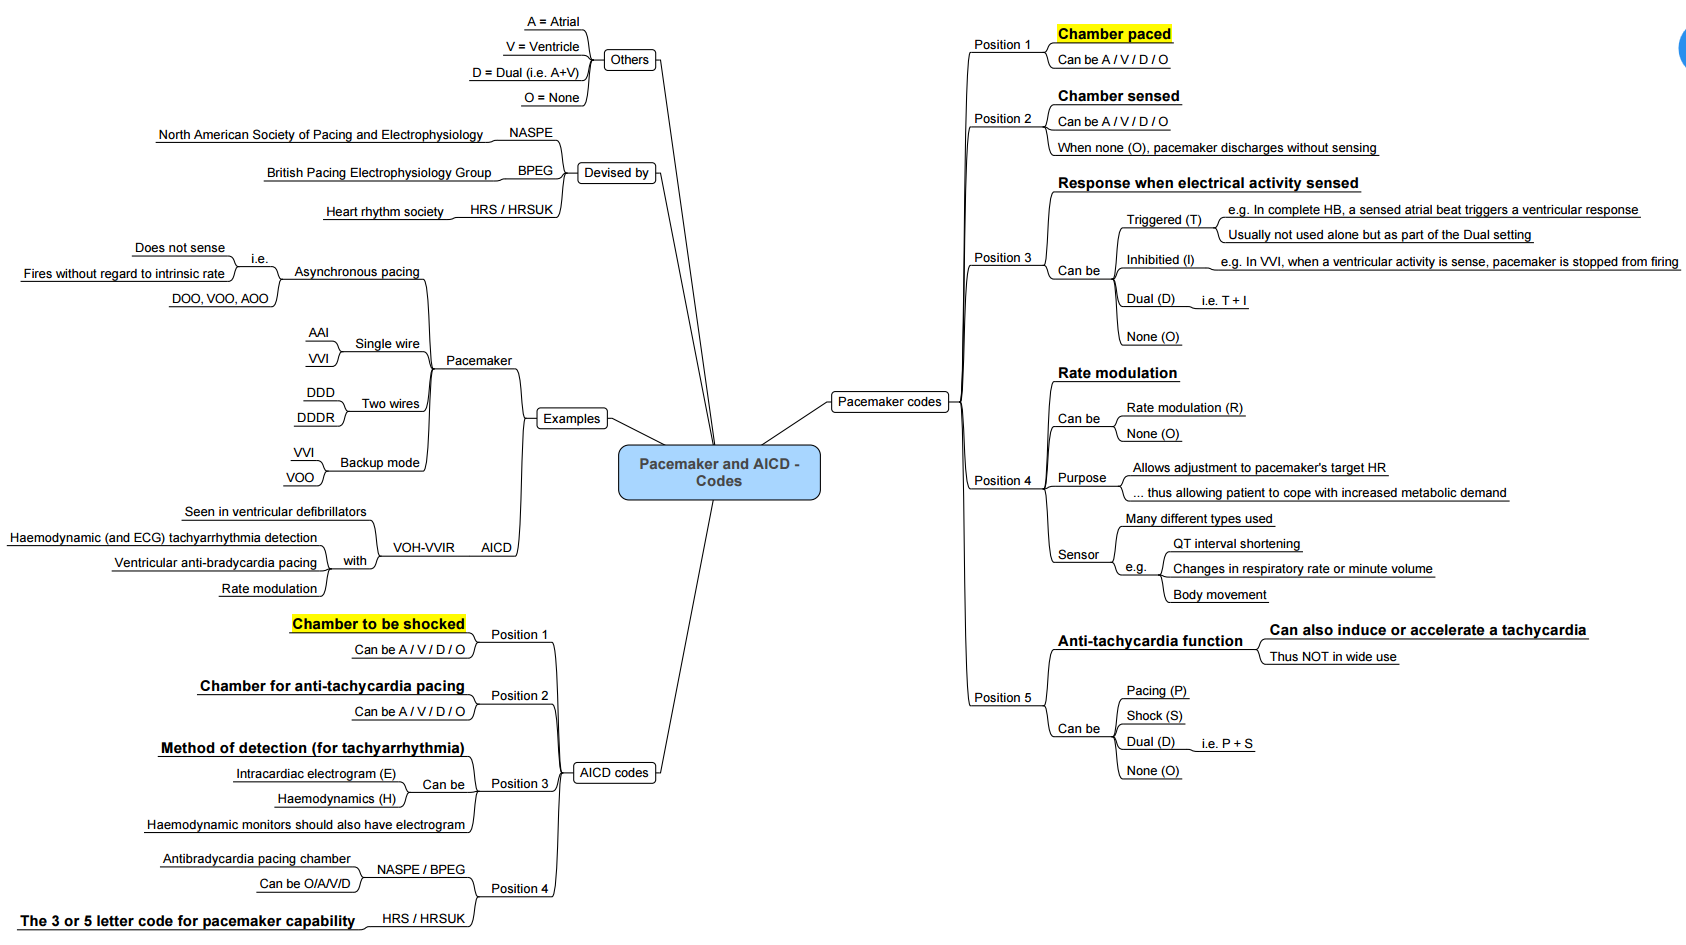 Pacemaker and AICD -
Codes
Others
A = Atrial
V = Ventricle
D = Dual (i.e. A+V)
O = None
Devised by
NASPE
North American Society of Pacing and Electrophysiology
BPEG
British Pacing Electrophysiology Group
HRS / HRSUK
Heart rhythm society
Examples
Pacemaker
Asynchronous pacing
i.e.
Does not sense
Fires without regard to intrinsic rate
DOO, VOO, AOO
Single wire
AAI
VVI
Two wires
DDD
DDDR
Backup mode
VVI
VOO
AICD
VOH-VVIR
Seen in ventricular defibrillators
with
Haemodynamic (and ECG) tachyarrhythmia detection
Ventricular anti-bradycardia pacing
Rate modulation
AICD codes
Position 1
Chamber to be shocked
Can be A / V / D / O
Position 2
Chamber for anti-tachycardia pacing
Can be A / V / D / O
Position 3
Method of detection (for tachyarrhythmia)
Can be
Intracardiac electrogram (E)
Haemodynamics (H)
Haemodynamic monitors should also have electrogram
Position 4
NASPE / BPEG
Antibradycardia pacing chamber
Can be O/A/V/D
HRS / HRSUK
The 3 or 5 letter code for pacemaker capability
Pacemaker codes
Position 1
Chamber paced
Can be A / V / D / O
Position 2
Chamber sensed
Can be A / V / D / O
When none (O), pacemaker discharges without sensing
Position 3
Response when electrical activity sensed
Can be
Triggered (T)
e.g. In complete HB, a sensed atrial beat triggers a ventricular response
Usually not used alone but as part of the Dual setting
Inhibitied (I)
e.g. In VVI, when a ventricular activity is sense, pacemaker is stopped from firing
Dual (D)
i.e. T + I
None (O)
Position 4
Rate modulation
Can be
Rate modulation (R)
None (O)
Purpose
Allows adjustment to pacemaker's target HR
... thus allowing patient to cope with increased metabolic demand
Sensor
Many different types used
e.g.
QT interval shortening
Changes in respiratory rate or minute volume
Body movement
Position 5
Anti-tachycardia function
Can also induce or accelerate a tachycardia
Thus NOT in wide use
Can be
Pacing (P)
Shock (S)
Dual (D)
i.e. P + S
None (O)